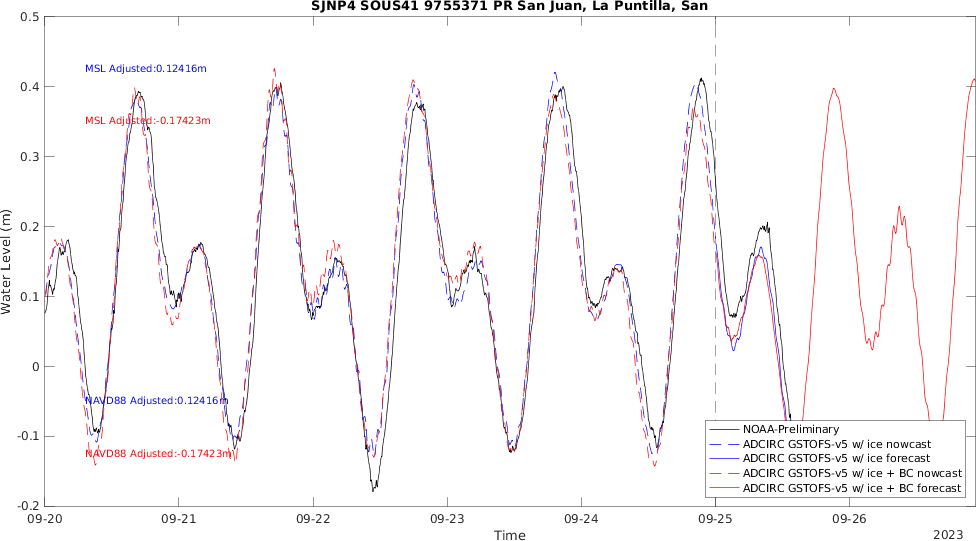 SJNP4 SOUS41 9755371 PR San Juan, La Puntilla, San
0.5
MSL Adjusted:0.12416m
0.4
MSL Adjusted:-0.17423m
0.3
0.2
Water Level (m)
0.1
0
NAVD88 Adjusted:0.12416m
-0.1
NAVD88 Adjusted:-0.17423m
-0.2
NOAA-Preliminary
ADCIRC GSTOFS-v5 w/ ice nowcast
ADCIRC GSTOFS-v5 w/ ice forecast
ADCIRC GSTOFS-v5 w/ ice + BC nowcast
ADCIRC GSTOFS-v5 w/ ice + BC forecast
09-20 09-21 09-22 09-23 09-24 09-25 09-26
Time
2023